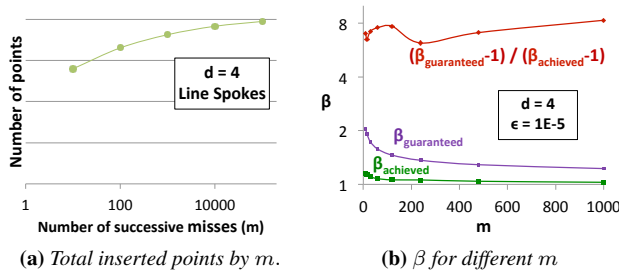 Number of points
d = 4
Line Spokes
1
100
10000
Number of successive misses (m)
(a) Total inserted points by m.
8
4
2
1
β
(βguaranteed-1) / (βachieved-1)
d = 4
ϵ = 1E-5
βguaranteed
βachieved
0
200
400
600
800
1000
m
(b) β for different m